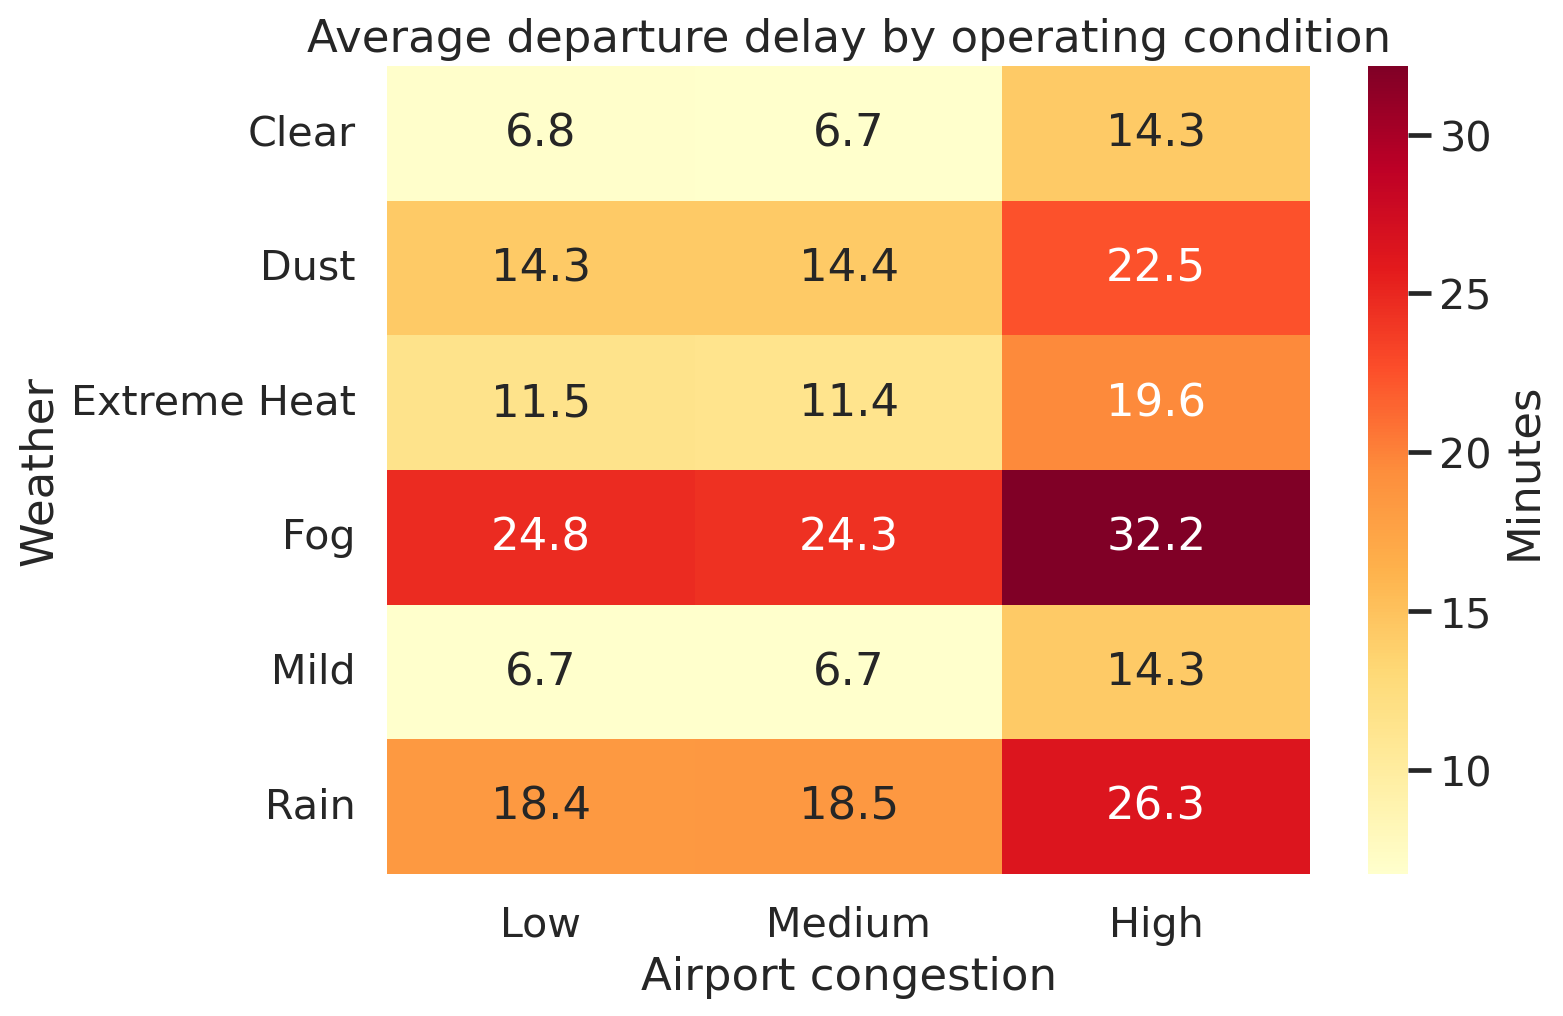 Average departure delay by operating condition
Weather
Clear 6.8 6.7 14.3
Dust 14.3 14.4 22.5
Extreme Heat 11.5 11.4 19.6
Fog 24.8 24.3 32.2
Mild 6.7 6.7 14.3
Rain 18.4 18.5 26.3
Low Medium High
Airport congestion
30
25
20
15
10
Minutes